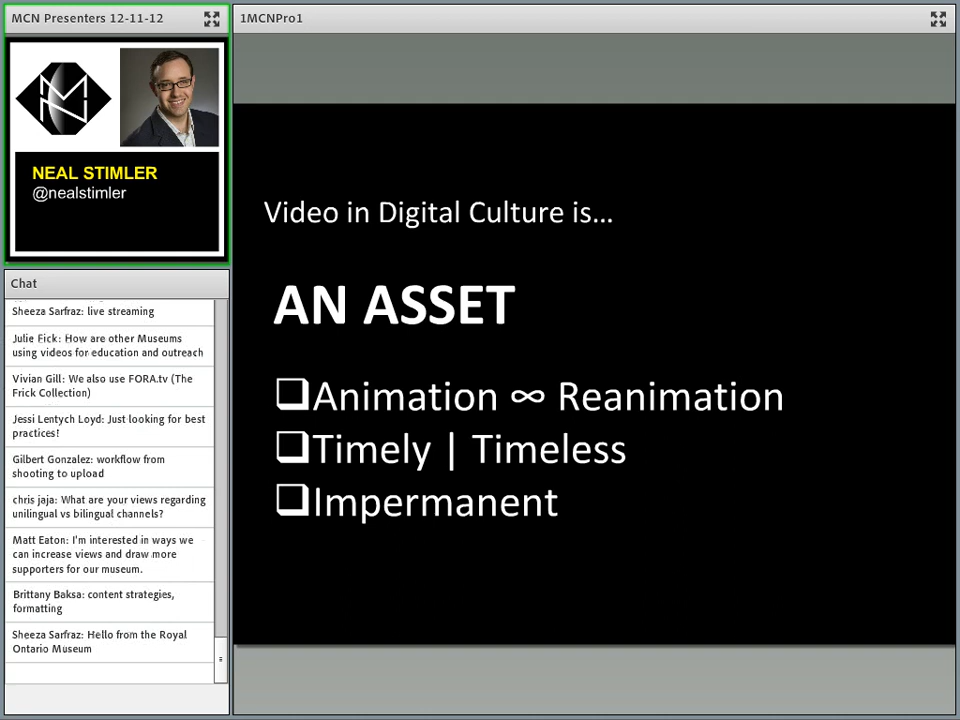 MCN Presenters 12-11-12
NEAL STIMLER
@nealstimler
Chat
Sheeza Sarfraz: live streaming
Julie Fick: How are other Museums
using videos for education and outreach
Vivian Gill: We also use FORA.tv (The
Frick Collection)
Jessi Lentych Loyd: Just looking for best
practices!
Gilbert Gonzalez: workflow from
shooting to upload
chris jaja: What are your views regarding
unilingual vs bilingual channels?
Matt Eaton: I'm interested in ways we
can increase views and draw more
supporters for our museum.
Brittany Baksa: content strategies,
formatting
Sheeza Sarfraz: Hello from the Royal
Ontario Museum
1MCNPro1
Video in Digital Culture is...
AN ASSET
❑Animation ∞ Reanimation
❑Timely | Timeless
❑Impermanent